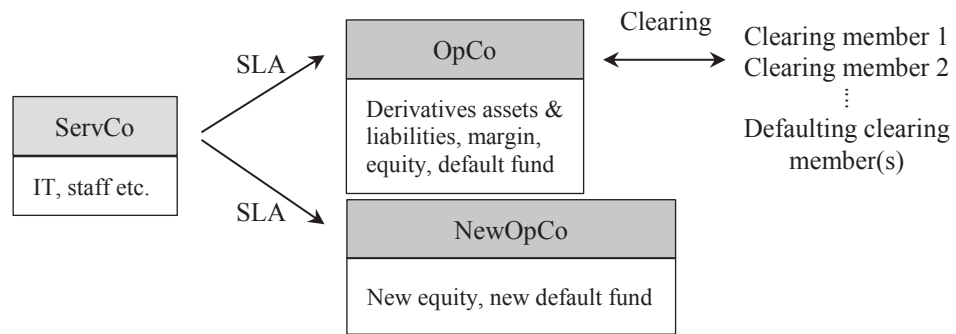 Clearing
OpCo
Clearing member 1
Clearing member 2
Defaulting clearing
member(s)
SLA
Derivatives assets &
liabilities, margin,
equity, default fund
ServCo
IT, staff etc.
SLA
NewOpCo
New equity, new default fund